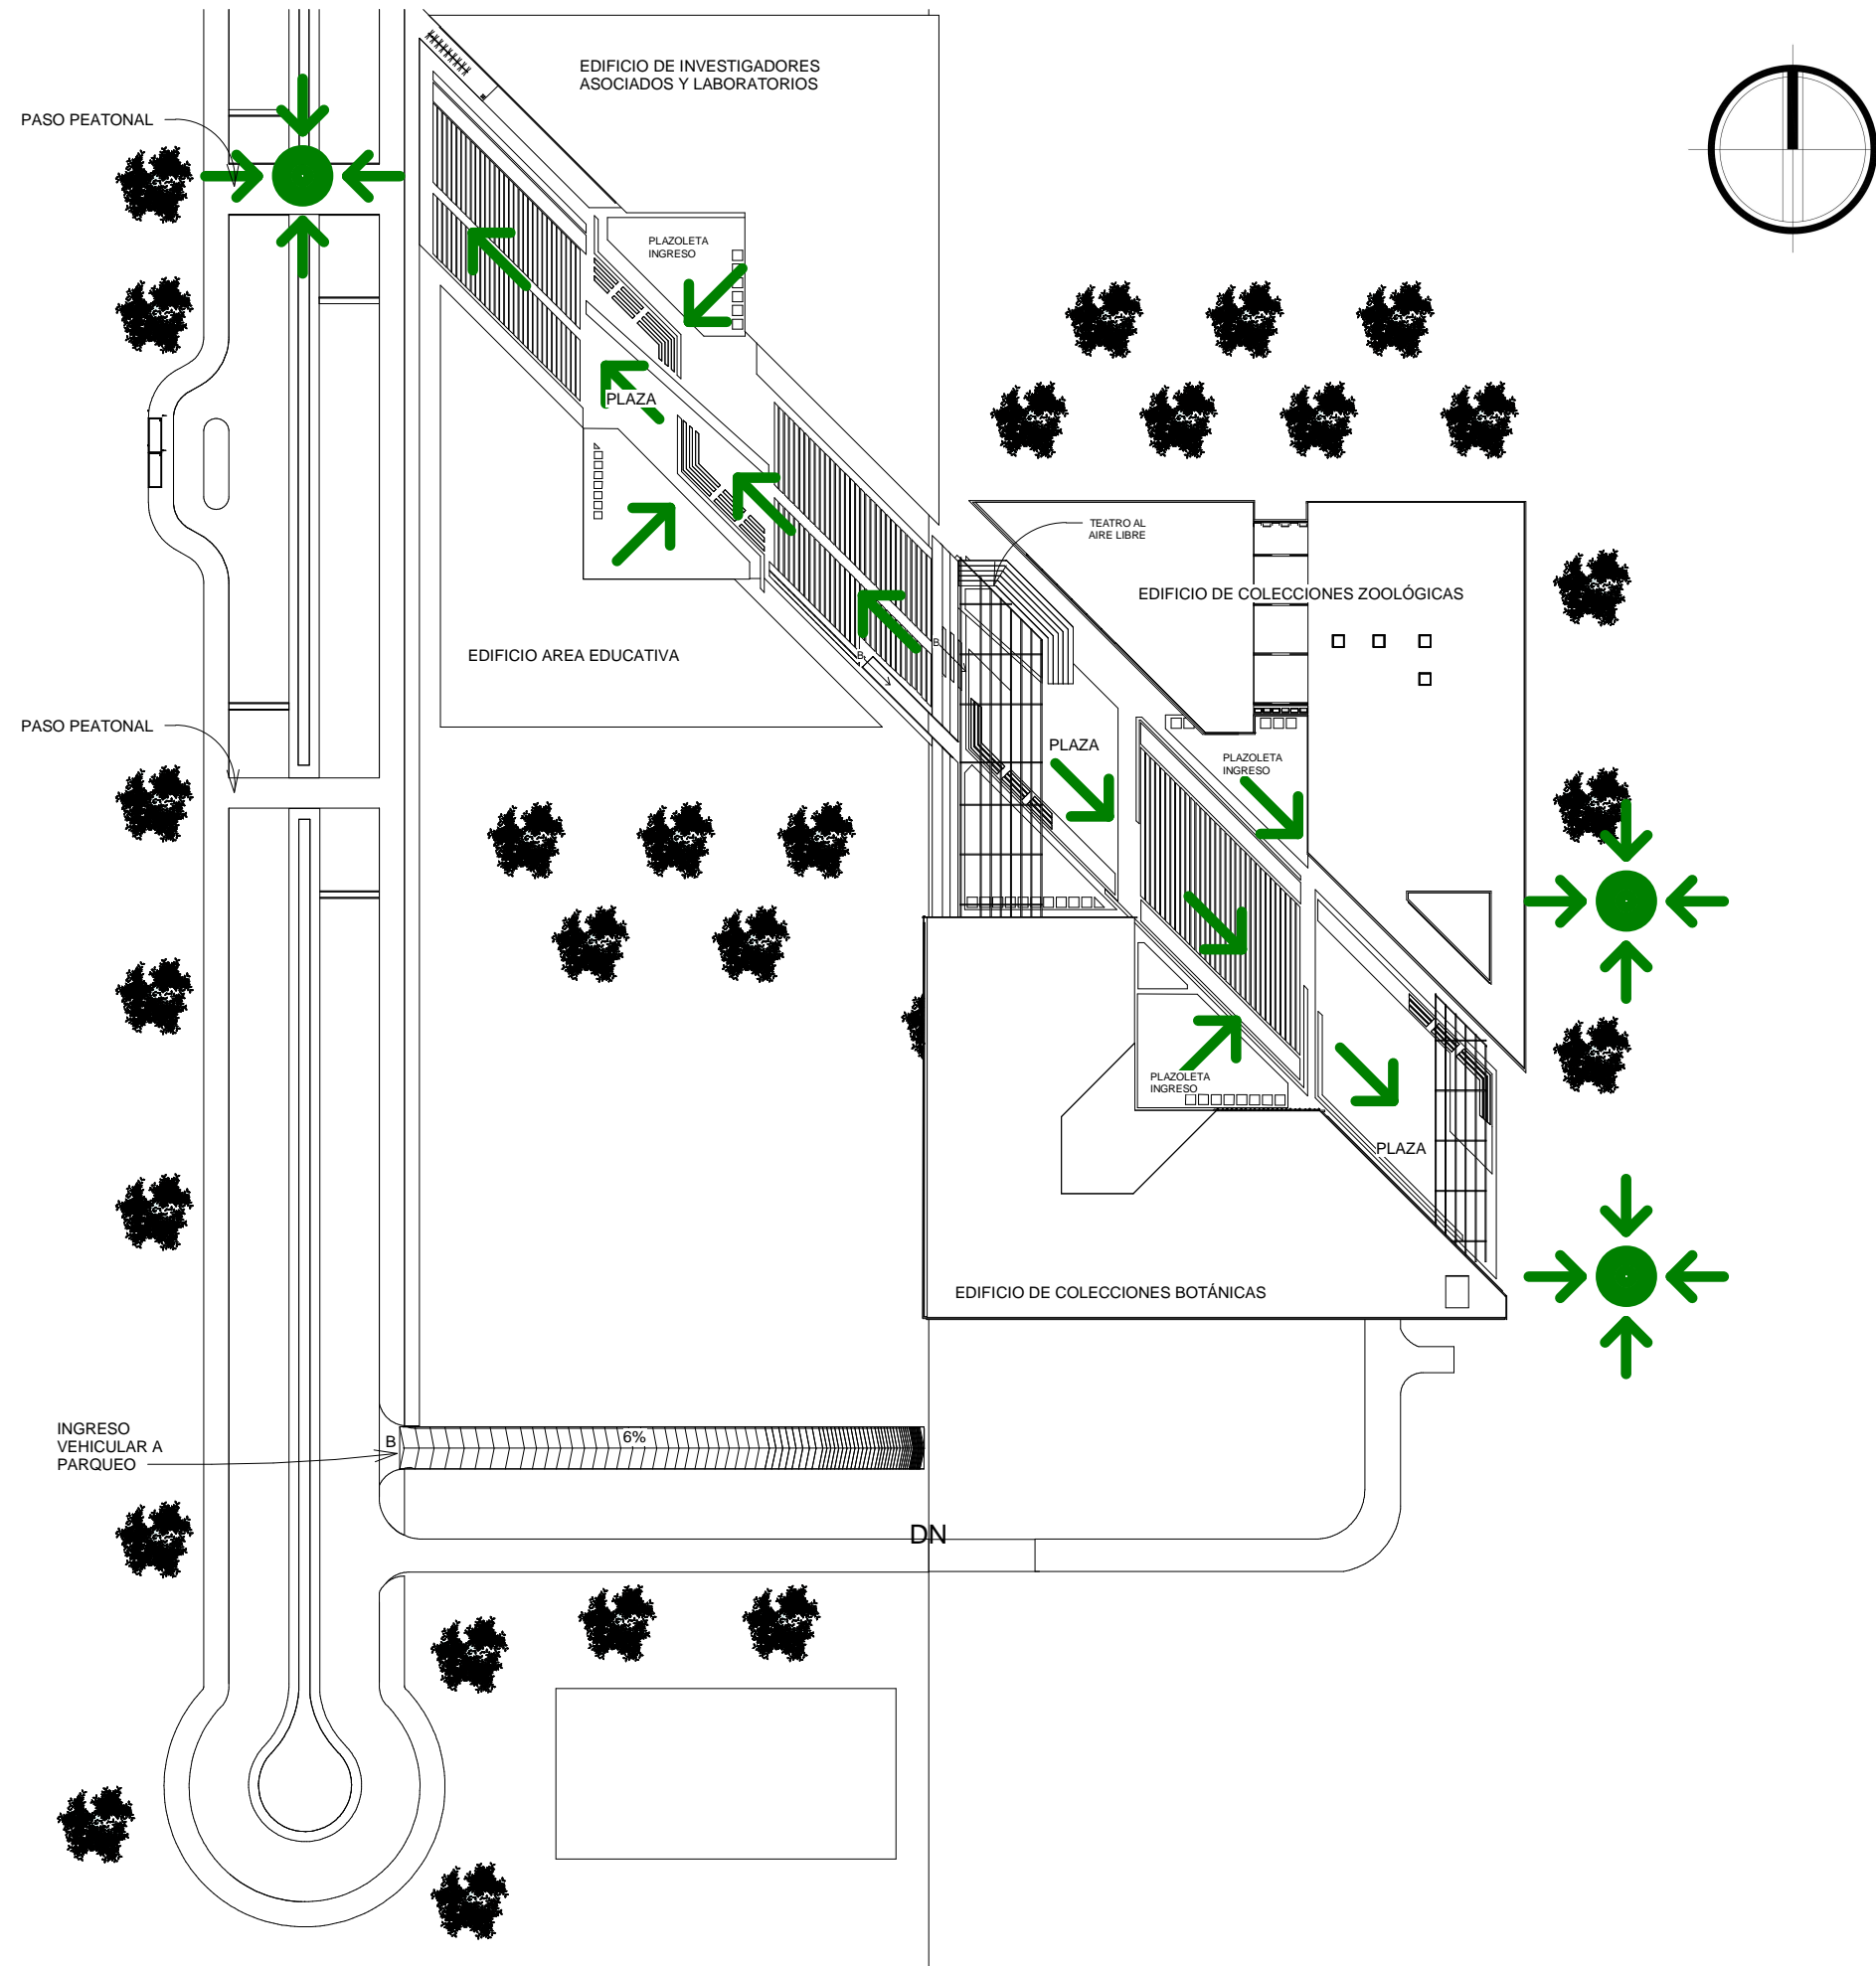 EDIFICIO DE INVESTIGADORES
ASOCIADOS Y LABORATORIOS
PASO PEATONAL
PLAZOLETA
INGRESO
PLAZA
TEATRO AL
AIRE LIBRE
EDIFICIO DE COLECCIONES ZOOLÓGICAS
EDIFICIO AREA EDUCATIVA
B
B
PASO PEATONAL
PLAZA
PLAZOLETA
INGRESO
PLAZOLETA
INGRESO
PLAZA
EDIFICIO DE COLECCIONES BOTÁNICAS
INGRESO
VEHICULAR A
PARQUEO
B
6%
DN